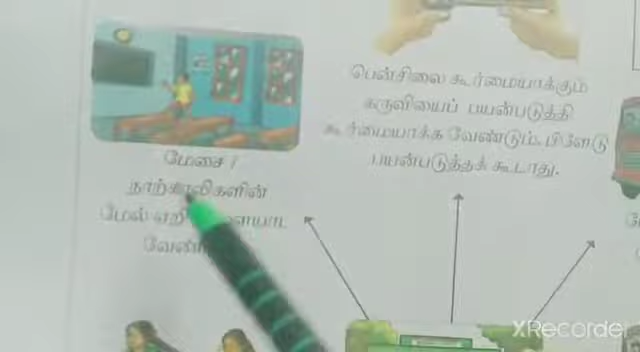 பென்சிலை கூர்மையாக்கும்
கருவியைப் பயன்படுத்தி
கூர்மையாக்க வேண்டும். பிளேடு
பயன்படுத்தக் கூடாது.
மேசை /
நாற்காலிகளின்
மேல் ஏறி
XRecorder